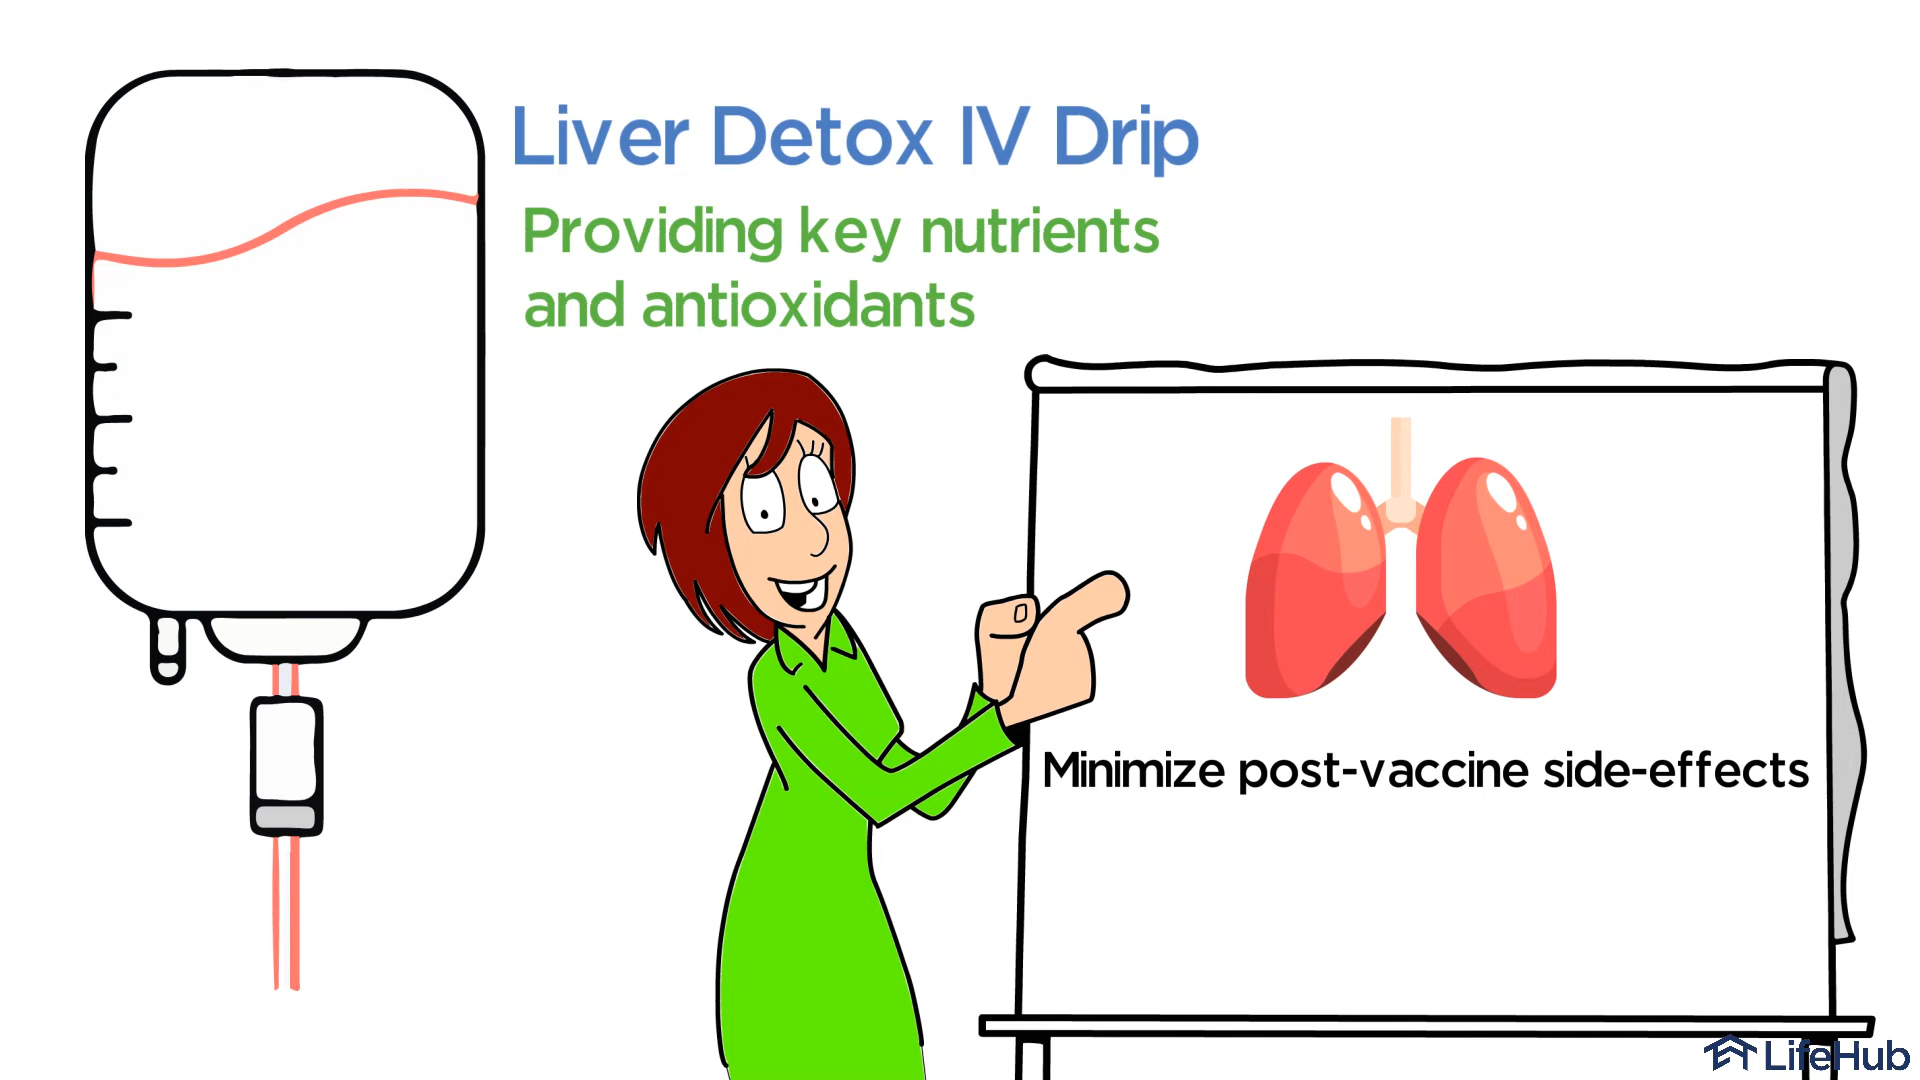 Liver Detox IV Drip
Providing key nutrients
and antioxidants
Minimize post-vaccine side-effects
LifeHub